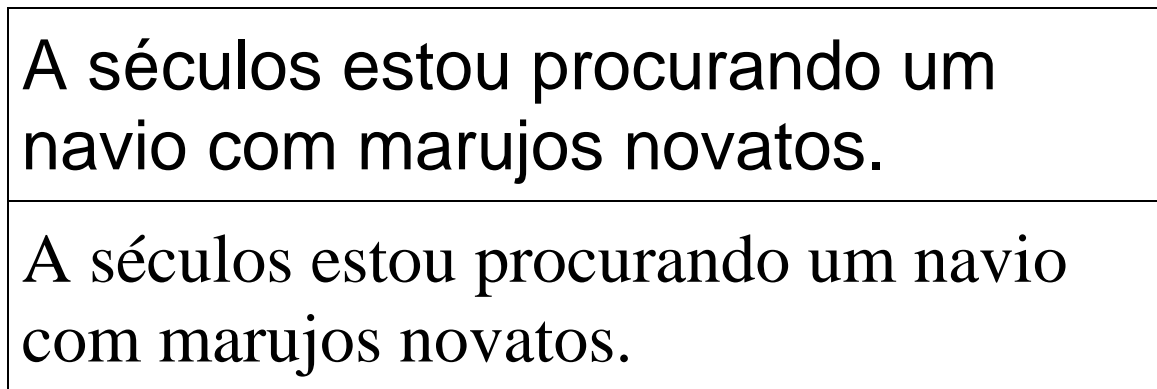 A séculos estou procurando um
navio com marujos novatos.
A séculos estou procurando um navio
com marujos novatos.